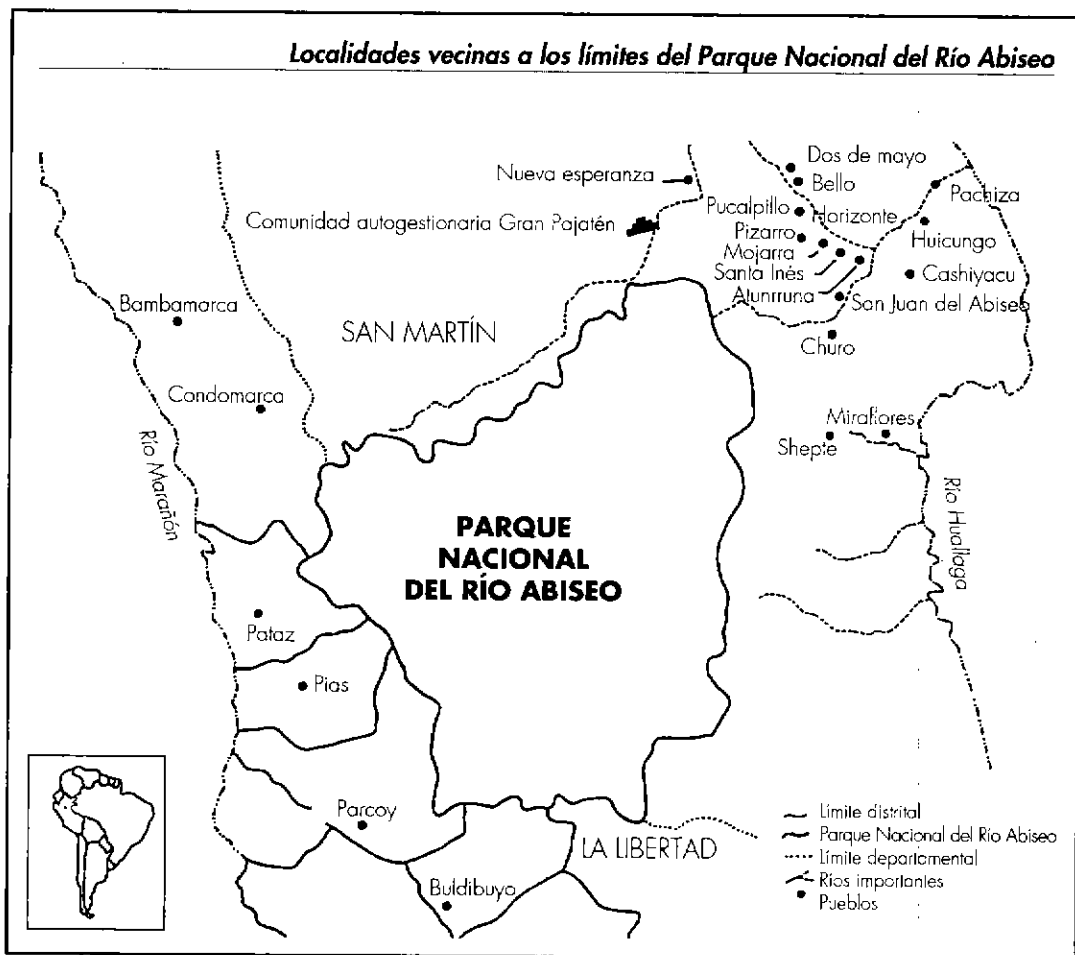 Localidades vecinas a los límites del Parque Nacional del Río Abiseo
Nueva esperanza
Comunidad autogestionaria Gran Pajatén
Dos de mayo
Bello
Horizonte
Pucalpillo
Pizarro
Mojarra
Santa Inés
Atunrruna
Pachiza
Huicungo
Cashiyacu
San Juan del Abiseo
Churo
Bambamarca
SAN MARTÍN
Condomarca
Río Marañón
Miraflores
Shepte
Río Huallaga
PARQUE
NACIONAL
DEL RÍO ABISEO
Pataz
Pias
Parcoy
LA LIBERTAD
Buldibuyo
Límite distrital
Parque Nacional del Río Abiseo
Límite departamental
Ríos importantes
Pueblos